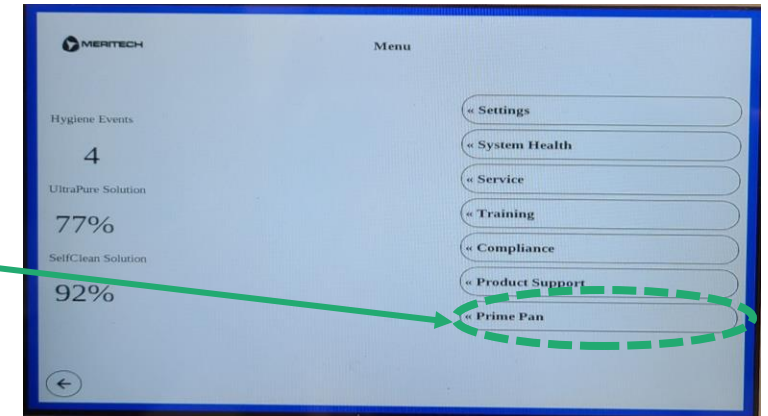 MERITECH
Menu
Hygiene Events
4
UltraPure Solution
77%
SelfClean Solution
92%
« Settings
« System Health
« Service
« Training
« Compliance
« Product Support
« Prime Pan